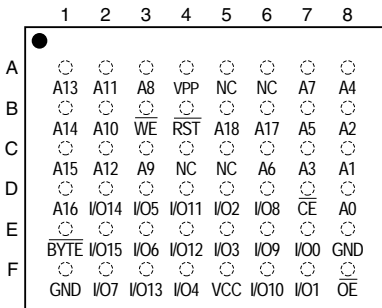 1 2 3 4 5 6 7 8
A
A13 A11 A8 VPP NC NC A7 A4
B
A14 A10 WE RST A18 A17 A5 A2
C
A15 A12 A9 NC NC A6 A3 A1
D
A16 I/O14 I/O5 I/O11 I/O2 I/O8 CE A0
E
BYTE I/O15 I/O6 I/O12 I/O3 I/O9 I/O0 GND
F
GND I/O7 I/O13 I/O4 VCC I/O10 I/O1 OE